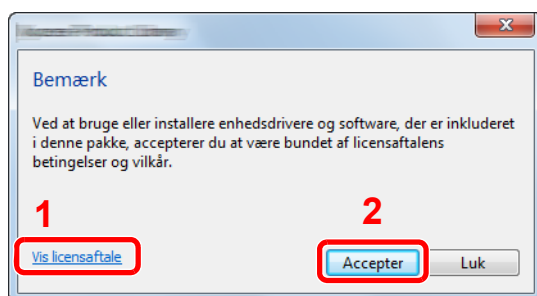 Bemærk
Ved at bruge eller installere enhedsdrivere og software, der er inkluderet
i denne pakke, accepterer du at være bundet af licensaftalens
betingelser og vilkår.
1
2
Vis licensaftale
Accepter
Luk